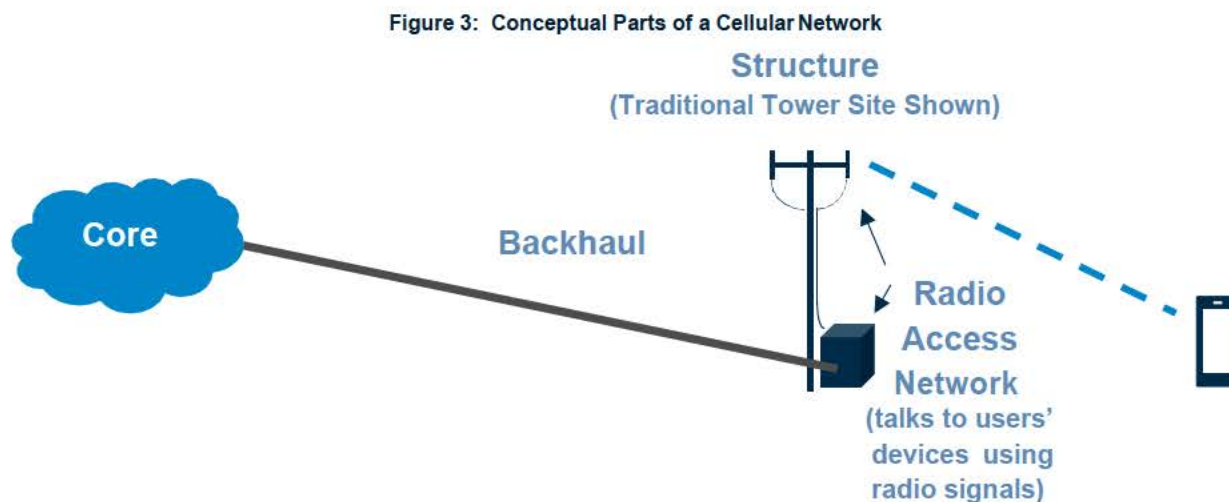 Figure 3: Conceptual Parts of a Cellular Network
Structure
(Traditional Tower Site Shown)
Core
Backhaul
Radio
Access
Network
(talks to users’
devices using
radio signals)